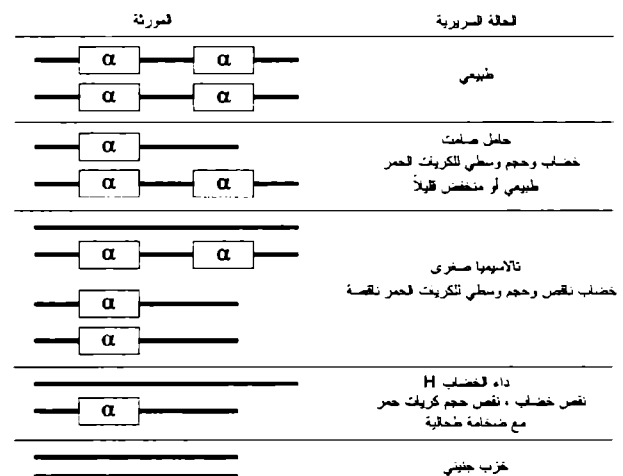 المورثة
الحالة السريرية
α α
α α
طبيعي
α
α α
حامل صامت
خضاب وحجم وسطي للكريات الحمر
طبيعي أو منخفض قليلاً
α α
α
α
تالاسيميا صغرى
خضاب ناقص وحجم وسطي للكريات الحمر ناقصة
α
داء الخضاب H
نقص خضاب ، نقص حجم كريات حمر
مع ضخامة طحالية
خزب جنيني